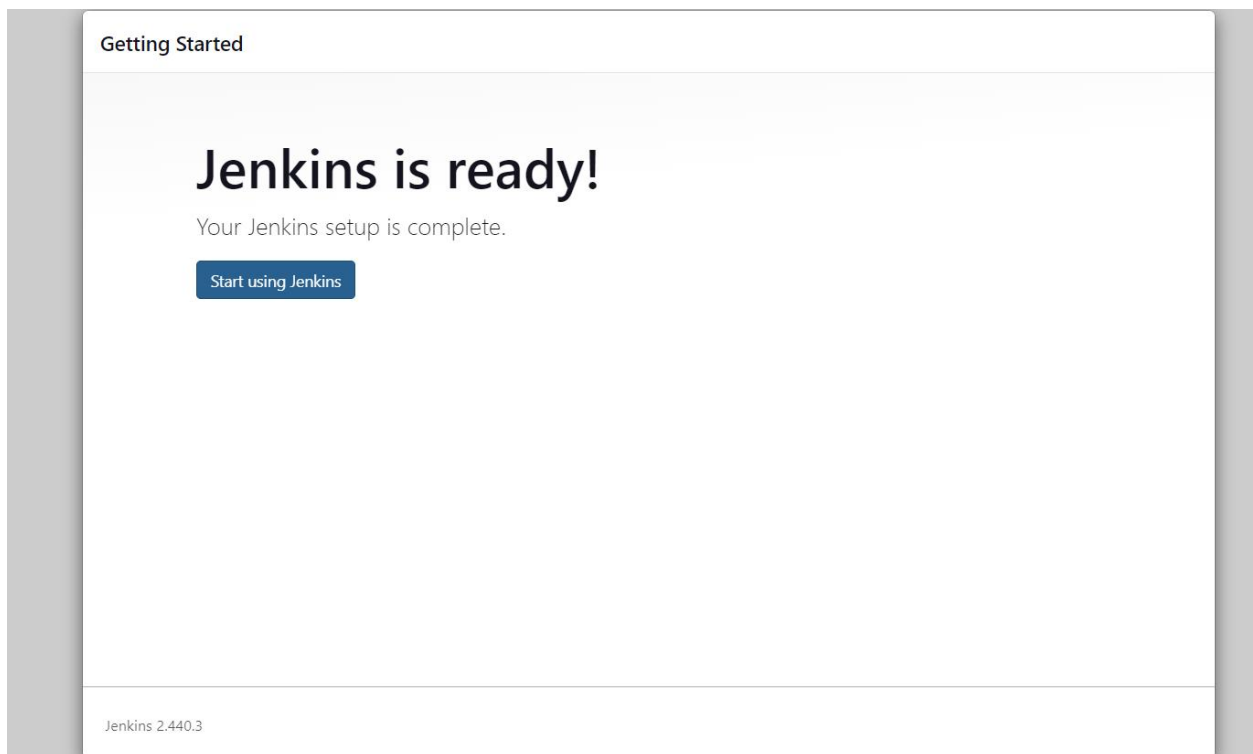 Getting Started
Jenkins is ready!
Your Jenkins setup is complete.
Start using Jenkins
Jenkins 2.440.3